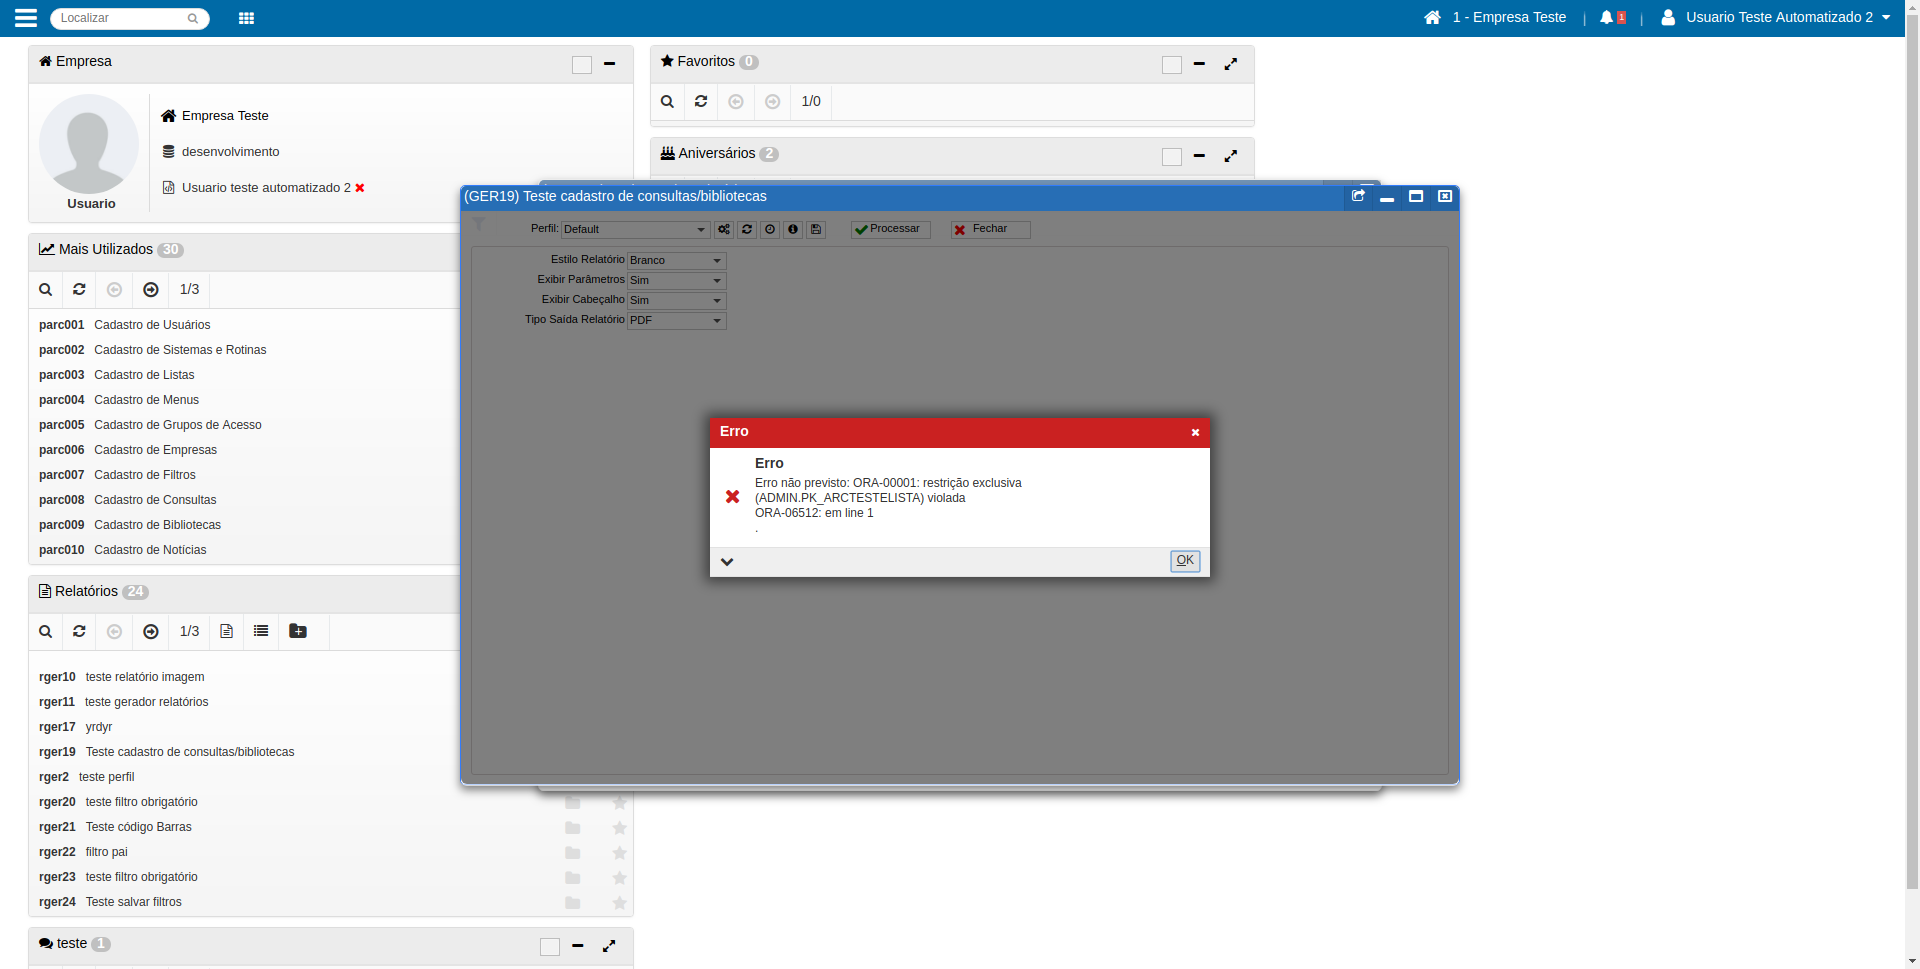 Localizar
1 - Empresa Teste
1
Usuario Teste Automatizado 2
Empresa
Empresa Teste
desenvolvimento
Usuario teste automatizado 2
Usuario
Favoritos 0
1/0
Aniversários 2
Mais Utilizados 30
1/3
parc001 Cadastro de Usuários
parc002 Cadastro de Sistemas e Rotinas
parc003 Cadastro de Listas
parc004 Cadastro de Menus
parc005 Cadastro de Grupos de Acesso
parc006 Cadastro de Empresas
parc007 Cadastro de Filtros
parc008 Cadastro de Consultas
parc009 Cadastro de Bibliotecas
parc010 Cadastro de Notícias
Relatórios 24
1/3
rger10 teste relatório imagem
rger11 teste gerador relatórios
rger17 yrdyr
rger19 Teste cadastro de consultas/bibliotecas
rger2 teste perfil
rger20 teste filtro obrigatório
rger21 Teste código Barras
rger22 filtro pai
rger23 teste filtro obrigatório
rger24 Teste salvar filtros
teste 1
(GER19) Teste cadastro de consultas/bibliotecas
Perfil: Default
Processar
Fechar
Estilo Relatório Branco
Exibir Parâmetros Sim
Exibir Cabeçalho Sim
Tipo Saída Relatório PDF
Erro
Erro
Erro não previsto: ORA-00001: restrição exclusiva
(ADMIN.PK_ARCTESTELISTA) violada
ORA-06512: em line 1
.
OK